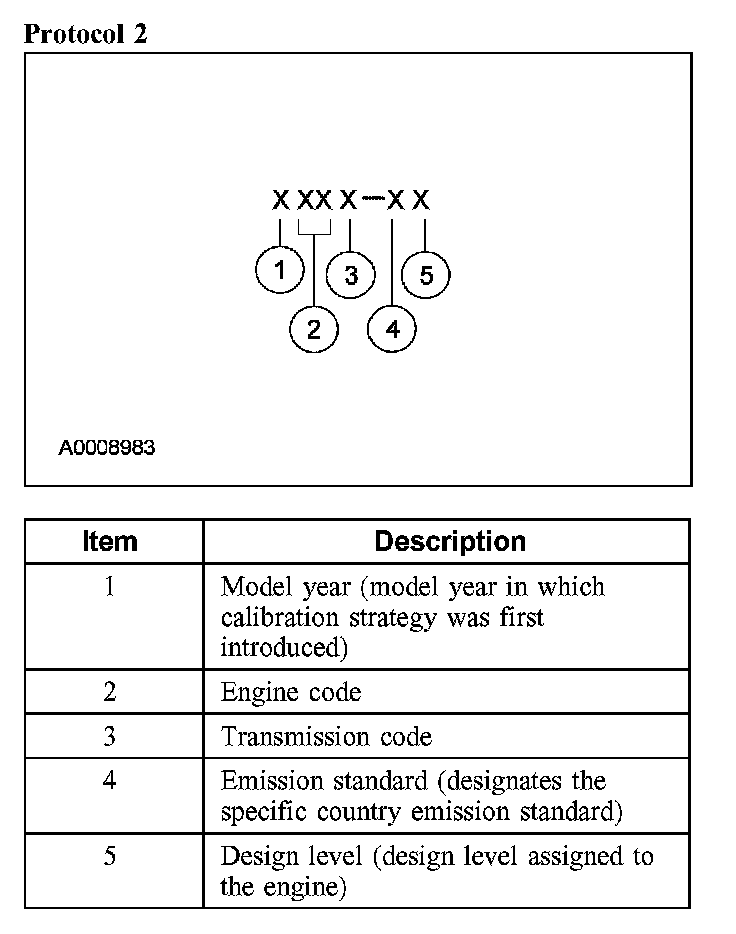 Protocol 2
X XX X — X X
1 3 5
2 4
A0008983
Item Description
1 Model year (model year in which
calibration strategy was first
introduced)
2 Engine code
3 Transmission code
4 Emission standard (designates the
specific country emission standard)
5 Design level (design level assigned to
the engine)